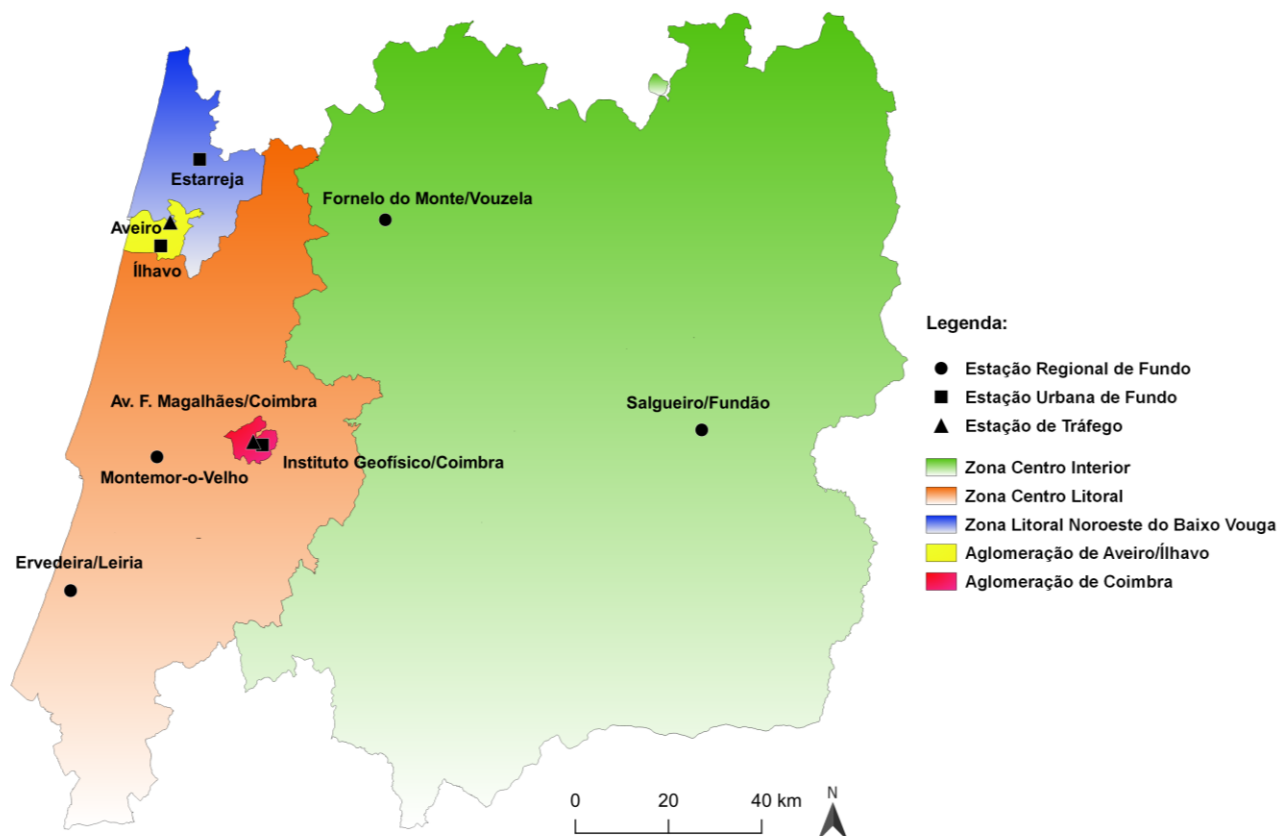 Estarreja
Fornelo do Monte/Vouzela
Aveiro
Ílhavo
Av. F. Magalhães/Coimbra
Salgueiro/Fundão
Instituto Geofísico/Coimbra
Montemor-o-Velho
Ervedeira/Leiria
Legenda:
Estação Regional de Fundo
Estação Urbana de Fundo
Estação de Tráfego
Zona Centro Interior
Zona Centro Litoral
Zona Litoral Noroeste do Baixo Vouga
Aglomeração de Aveiro/Ílhavo
Aglomeração de Coimbra
0 20 40 km
N